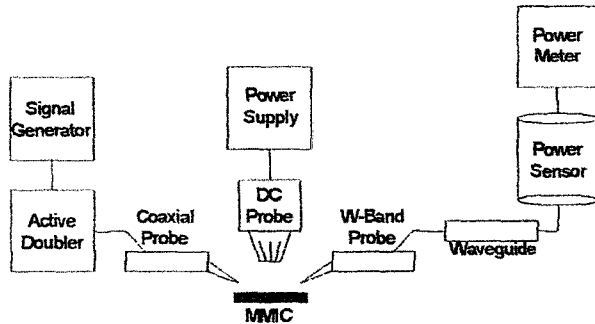 Power
Meter
Signal
Generator
Power
Supply
Power
Sensor
Active
Doubler
Coaxial
Probe
DC
Probe
W-Band
Probe
Waveguide
MMIC